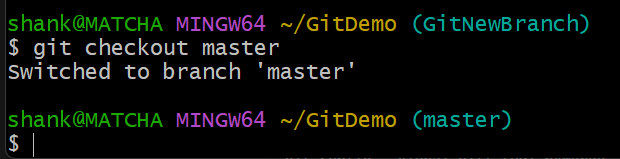 shank@MATCHA MINGW64 ~/GitDemo (GitNewBranch)
$ git checkout master
Switched to branch 'master'
shank@MATCHA MINGW64 ~/GitDemo (master)
$